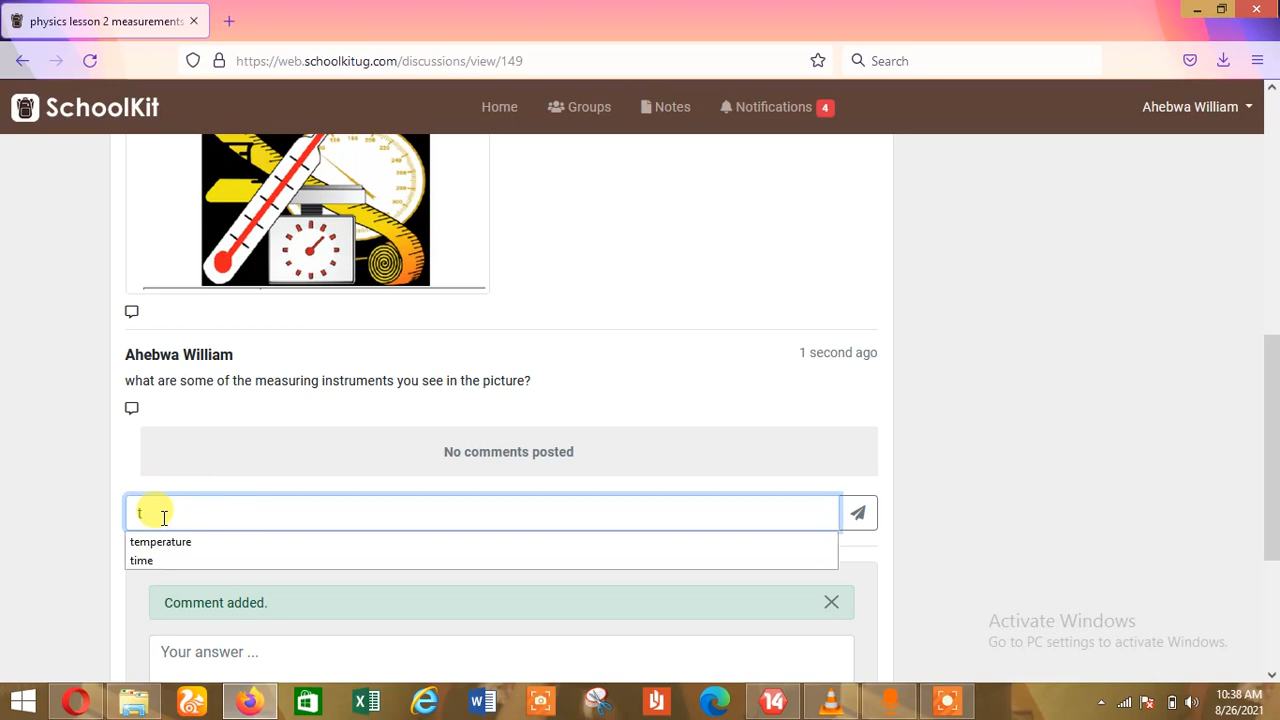 physics lesson 2 measurements
https://web.schoolkitug.com/discussions/view/149
Search
SchoolKit
Home
Groups
Notes
Notifications 4
Ahebwa William
Ahebwa William
1 second ago
what are some of the measuring instruments you see in the picture?
No comments posted
t
temperature
time
Comment added.
Your answer ...
Activate Windows
Go to PC settings to activate Windows.
14
10:38 AM
8/26/2021